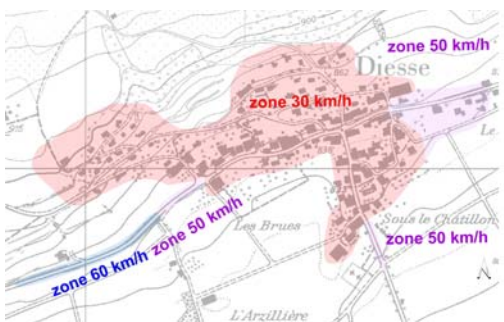 zone 50 km/h
Diesse
zone 30 km/h
zone 50 km/h
Les Brues
Sous le Châtillon
zone 50 km/h
zone 60 km/h
L'Arzillière